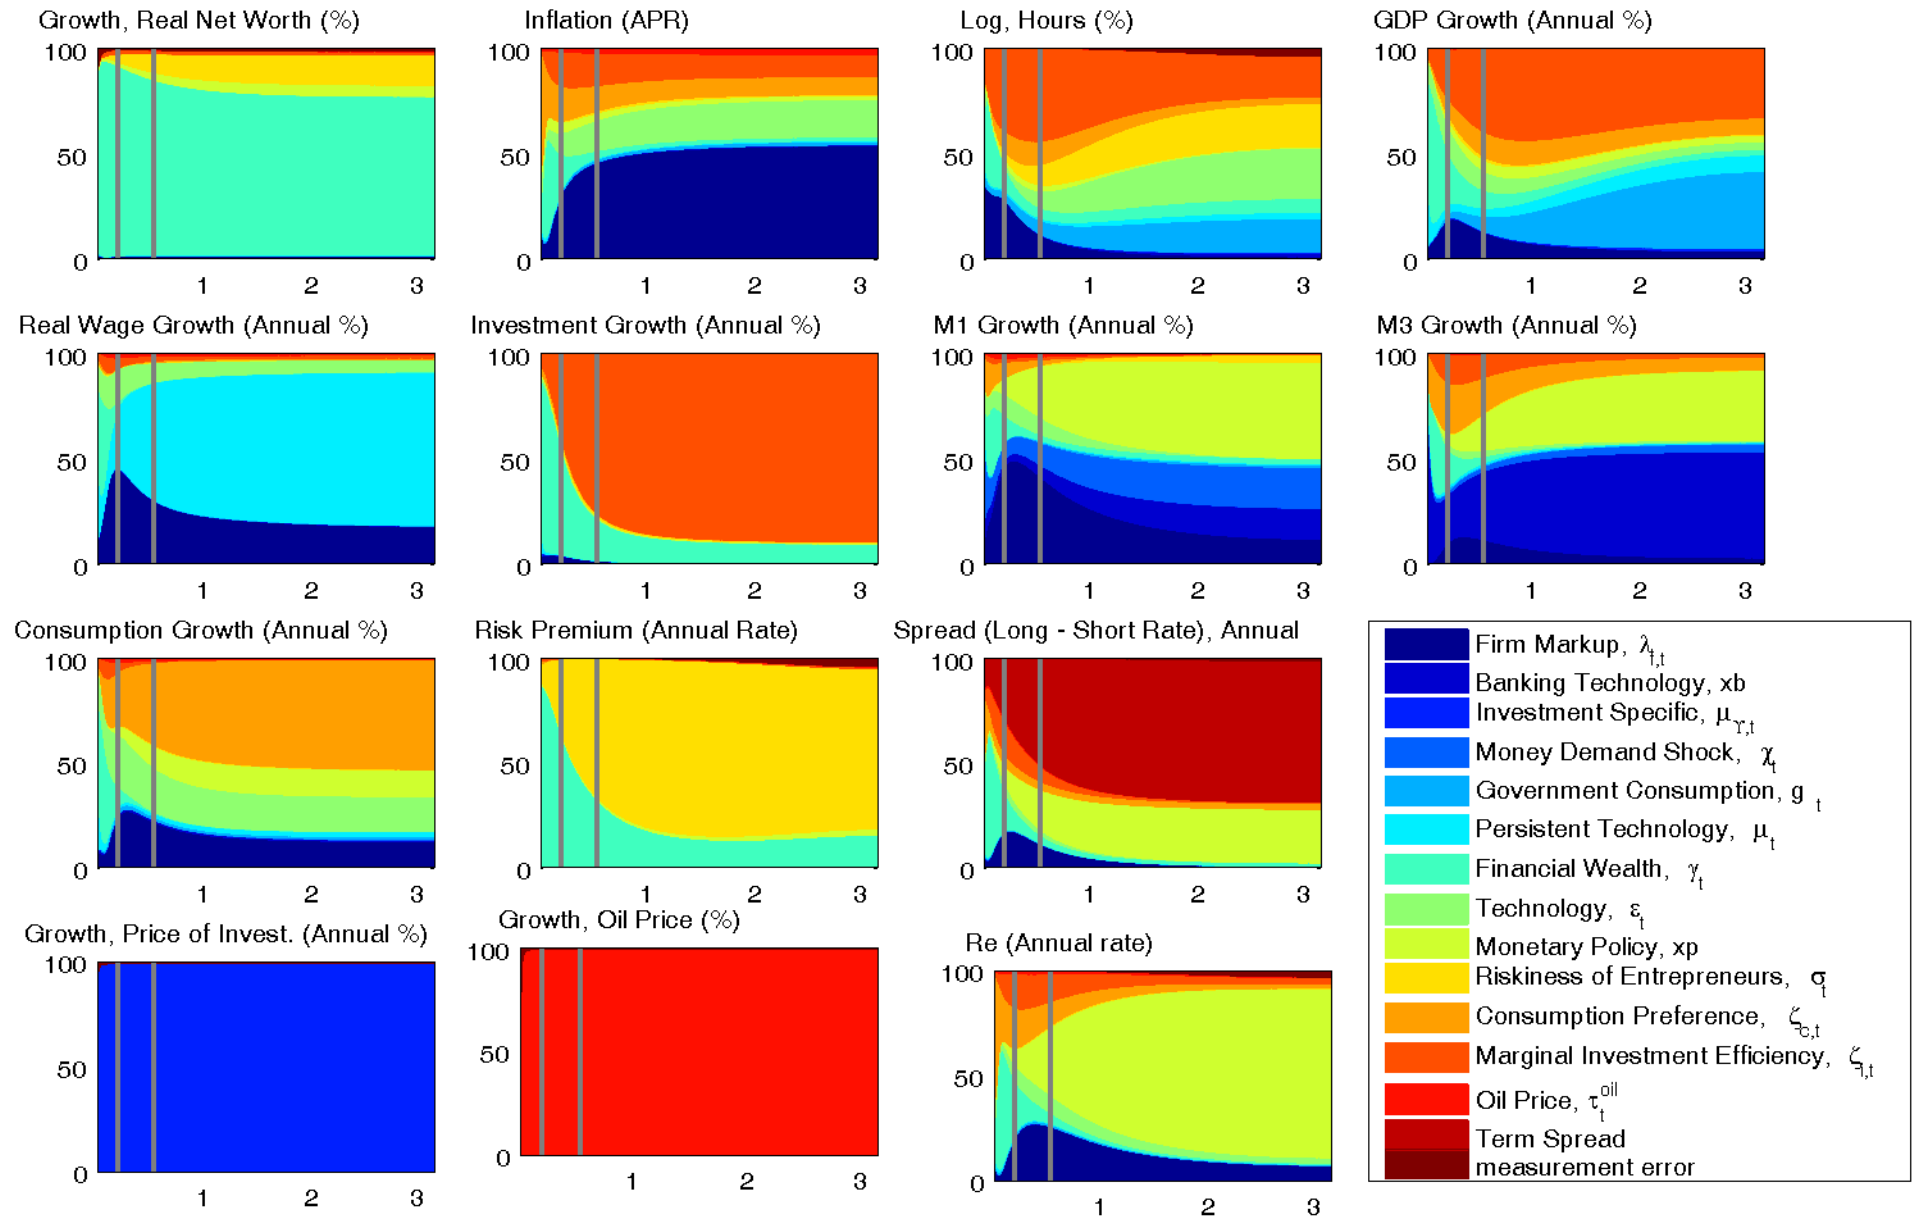 Growth, Real Net Worth (%)
Inflation (APR)
Log, Hours (%)
GDP Growth (Annual %)
100
50
0
1 2 3
100
50
0
1 2 3
100
50
0
1 2 3
100
50
0
1 2 3
Real Wage Growth (Annual %)
Investment Growth (Annual %)
M1 Growth (Annual %)
M3 Growth (Annual %)
100
50
0
1 2 3
100
50
0
1 2 3
100
50
0
1 2 3
100
50
0
1 2 3
Consumption Growth (Annual %)
Risk Premium (Annual Rate)
Spread (Long - Short Rate), Annual
100
50
0
1 2 3
100
50
0
1 2 3
100
50
0
1 2 3
Growth, Price of Invest. (Annual %)
Growth, Oil Price (%)
Re (Annual rate)
100
50
0
1 2 3
100
50
0
1 2 3
100
50
0
1 2 3
Firm Markup, λf,t
Banking Technology, xb
Investment Specific, μϒ,t
Money Demand Shock, χt
Government Consumption, g t
Persistent Technology, μt
Financial Wealth, γt
Technology, εt
Monetary Policy, xp
Riskiness of Entrepreneurs, σt
Consumption Preference, ζc,t
Marginal Investment Efficiency, ζi,t
Oil Price, τt oil
Term Spread
measurement error